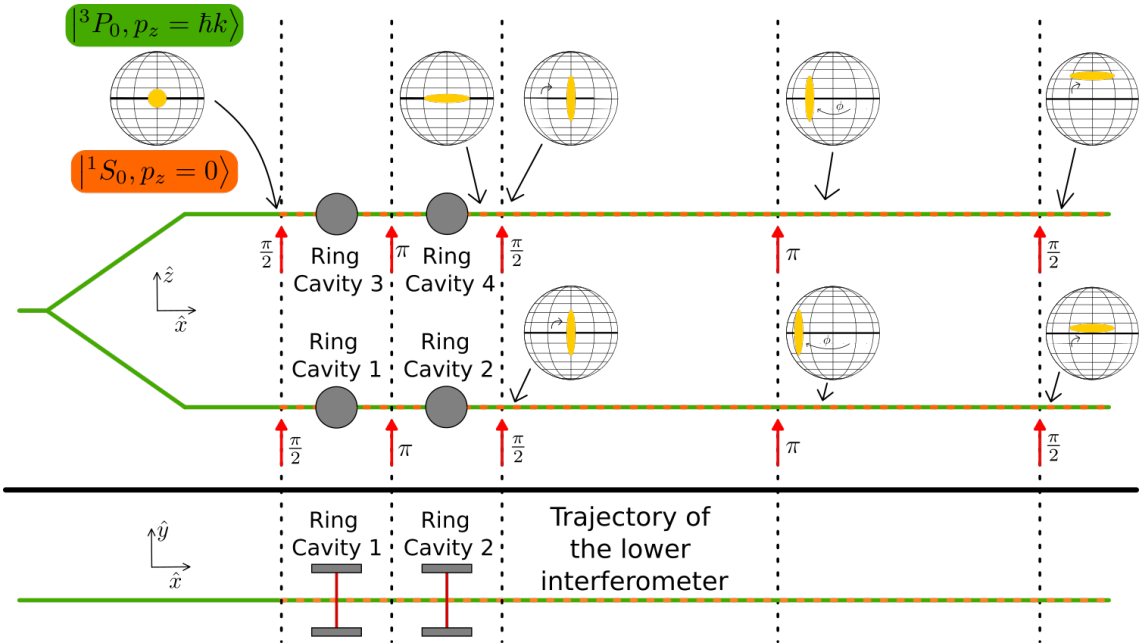 |³P₀, p_z = ħk⟩
|¹S₀, p_z = 0⟩
ϕ
π/2
π
π/2
π
π/2
Ring
Cavity 3
Ring
Cavity 4
ẑ
x̂
Ring
Cavity 1
Ring
Cavity 2
ϕ
π/2
π
π/2
π
π/2
ŷ
x̂
Ring
Cavity 1
Ring
Cavity 2
Trajectory of
the lower
interferometer